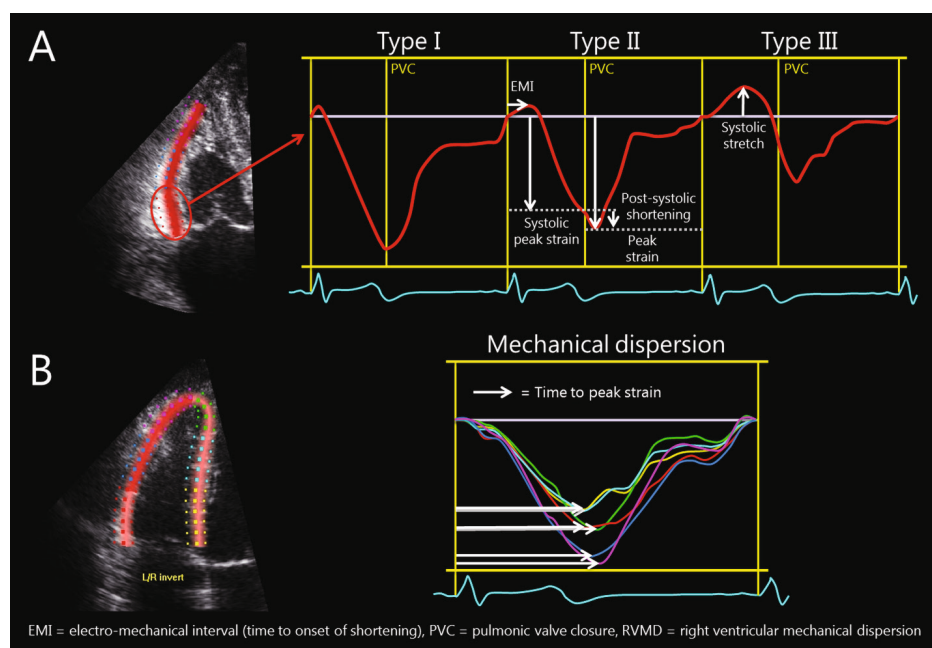 A
Type I
Type II
Type III
PVC
EMI
PVC
Systolic
peak strain
Post-systolic
shortening
Peak
strain
Systolic
stretch
B
L/R invert
Mechanical dispersion
= Time to peak strain
EMI = electro-mechanical interval (time to onset of shortening), PVC = pulmonic valve closure, RVMD = right ventricular mechanical dispersion